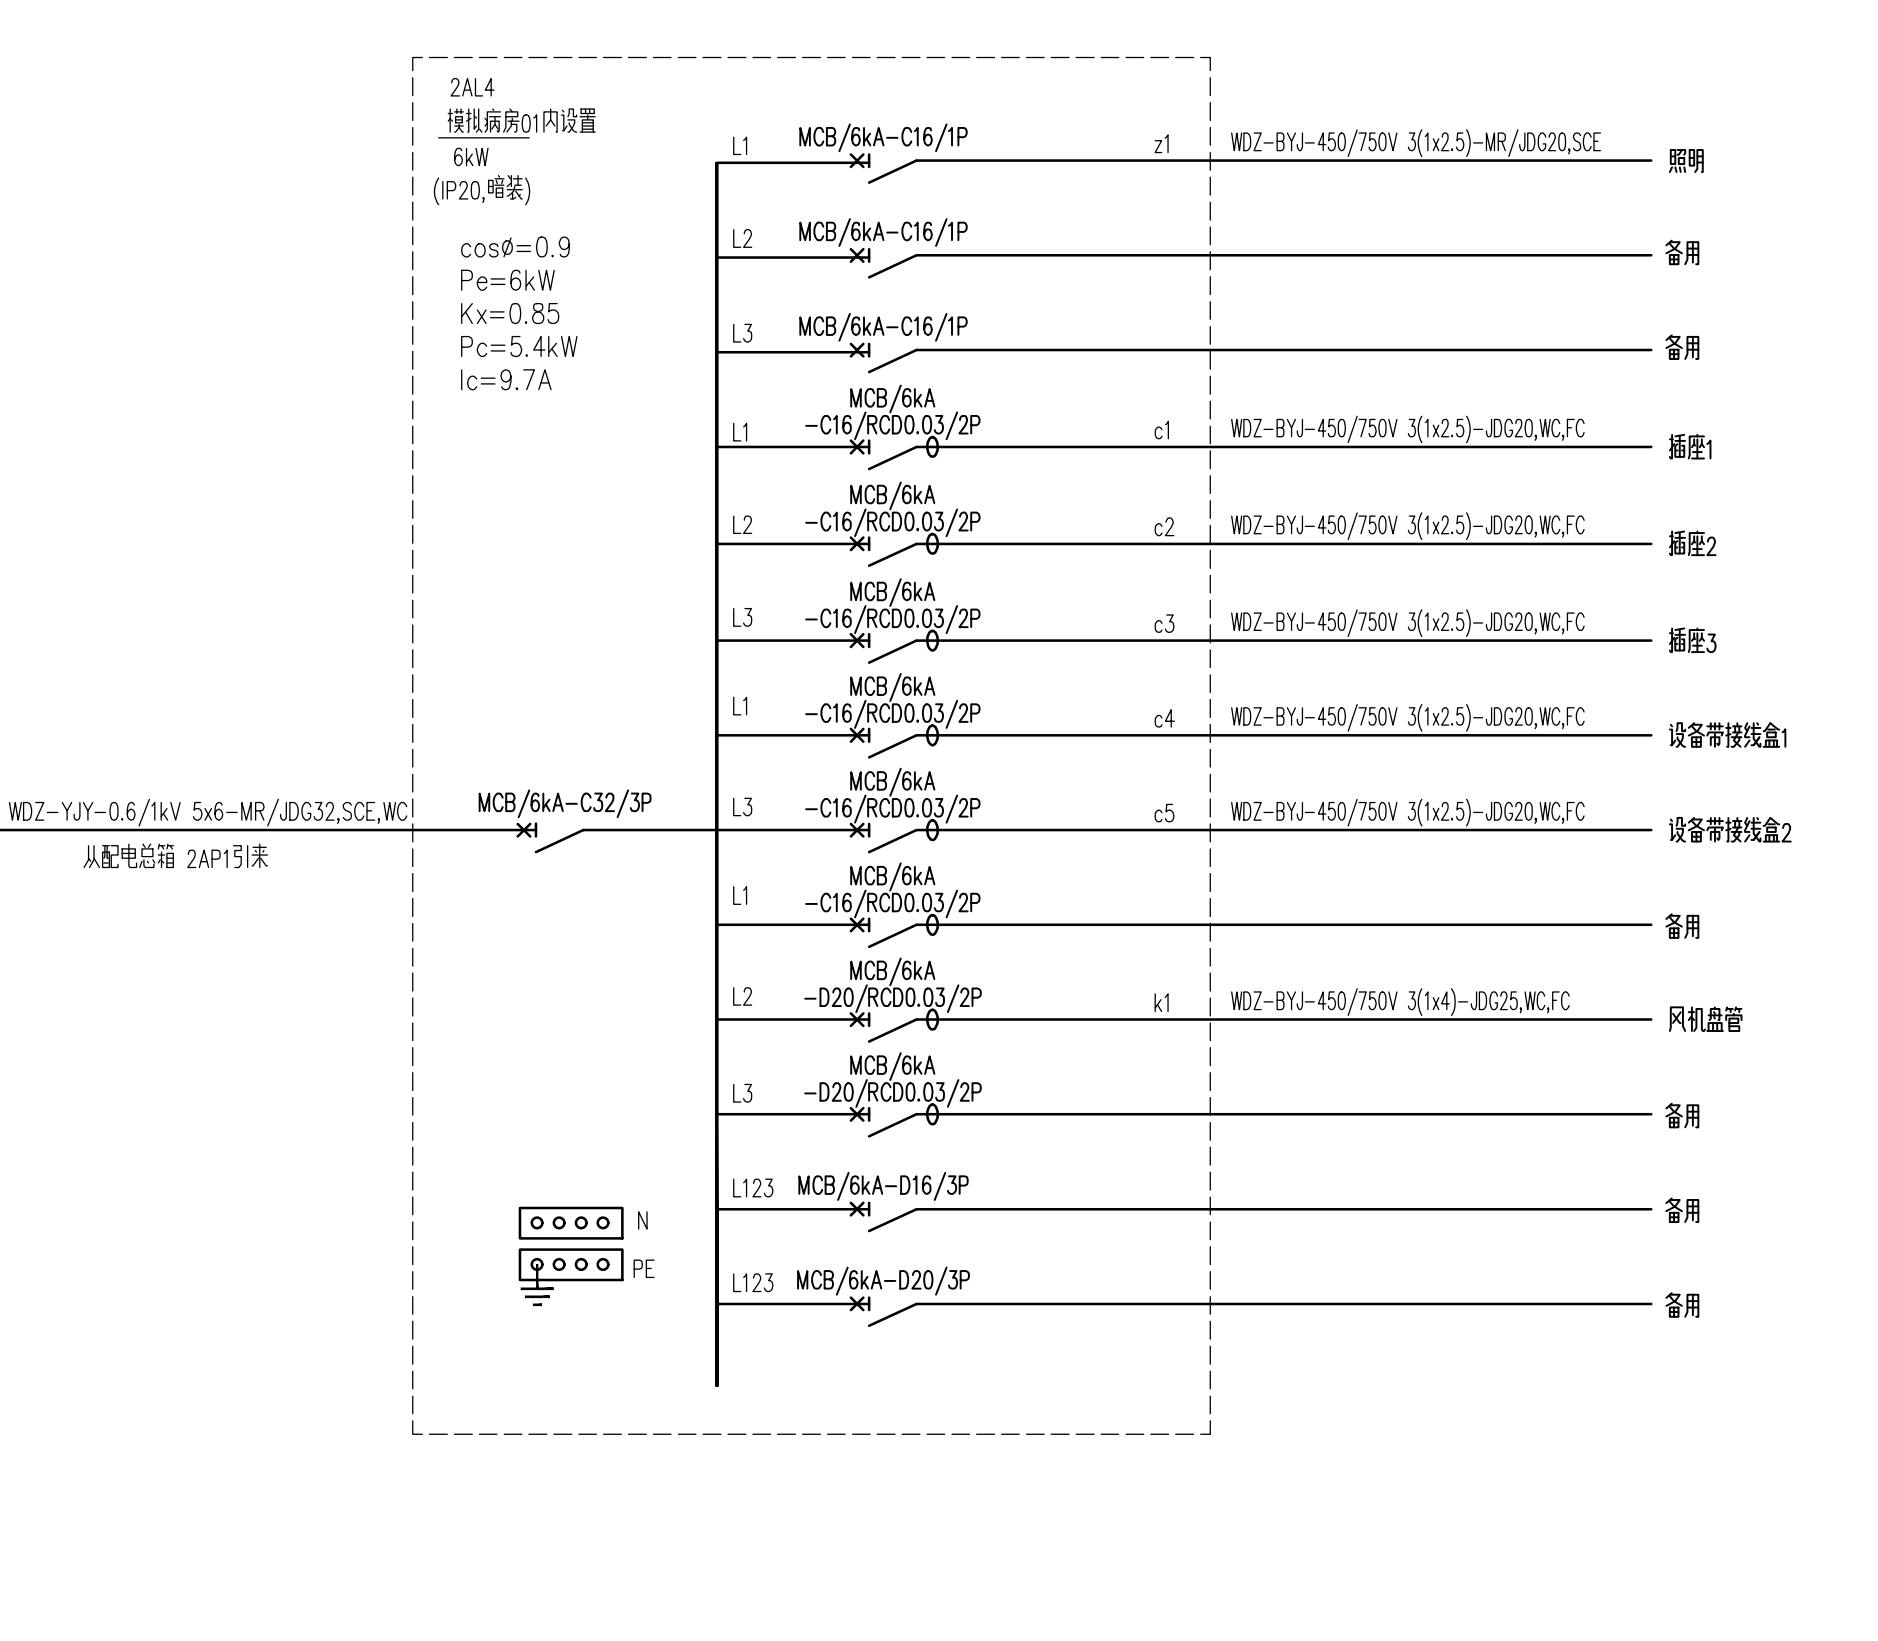 2AL4
模拟病房01内设置
6kW
(IP20,暗装)
cosø=0.9
Pe=6kW
Kx=0.85
Pc=5.4kW
Ic=9.7A
L1 MCB/6kA-C16/1P z1 WDZ-BYJ-450/750V 3(1x2.5)-MR/JDG20,SCE 照明
L2 MCB/6kA-C16/1P 备用
L3 MCB/6kA-C16/1P 备用
MCB/6kA
L1 -C16/RCD0.03/2P c1 WDZ-BYJ-450/750V 3(1x2.5)-JDG20,WC,FC 插座1
MCB/6kA
L2 -C16/RCD0.03/2P c2 WDZ-BYJ-450/750V 3(1x2.5)-JDG20,WC,FC 插座2
MCB/6kA
L3 -C16/RCD0.03/2P c3 WDZ-BYJ-450/750V 3(1x2.5)-JDG20,WC,FC 插座3
MCB/6kA
L1 -C16/RCD0.03/2P c4 WDZ-BYJ-450/750V 3(1x2.5)-JDG20,WC,FC 设备带接线盒1
MCB/6kA
WDZ-YJY-0.6/1kV 5x6-MR/JDG32,SCE,WC MCB/6kA-C32/3P L3 -C16/RCD0.03/2P c5 WDZ-BYJ-450/750V 3(1x2.5)-JDG20,WC,FC 设备带接线盒2
从配电总箱 2AP1引来
MCB/6kA
L1 -C16/RCD0.03/2P 备用
MCB/6kA
L2 -D20/RCD0.03/2P k1 WDZ-BYJ-450/750V 3(1x4)-JDG25,WC,FC 风机盘管
MCB/6kA
L3 -D20/RCD0.03/2P 备用
L123 MCB/6kA-D16/3P 备用
N
PE
L123 MCB/6kA-D20/3P 备用